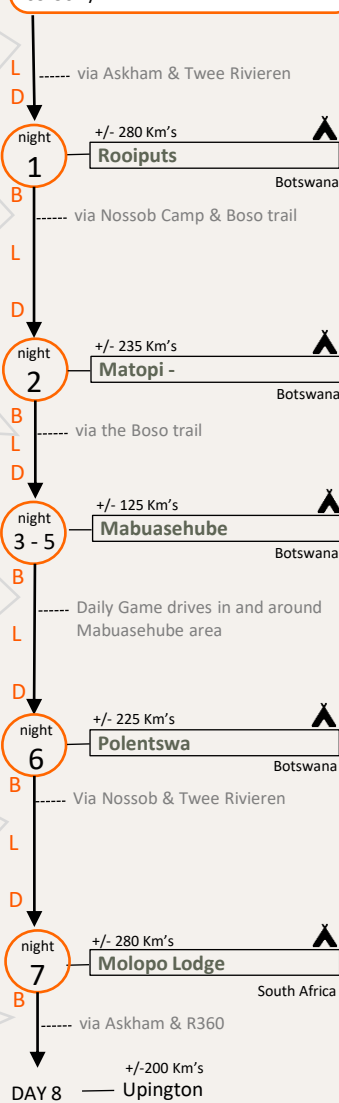 L
via Askham & Twee Rivieren
D
night
1
+/- 280 Km's
Rooiputs
Botswana
B
via Nossob Camp & Boso trail
L
D
night
2
+/- 235 Km's
Matopi -
Botswana
B
via the Boso trail
L
D
night
3 - 5
+/- 125 Km's
Mabuasehube
Botswana
B
Daily Game drives in and around
Mabuasehube area
L
D
night
6
+/- 225 Km's
Polentswa
Botswana
B
Via Nossob & Twee Rivieren
L
D
night
7
+/- 280 Km's
Molopo Lodge
South Africa
B
via Askham & R360
+/-200 Km's
DAY 8
Upington